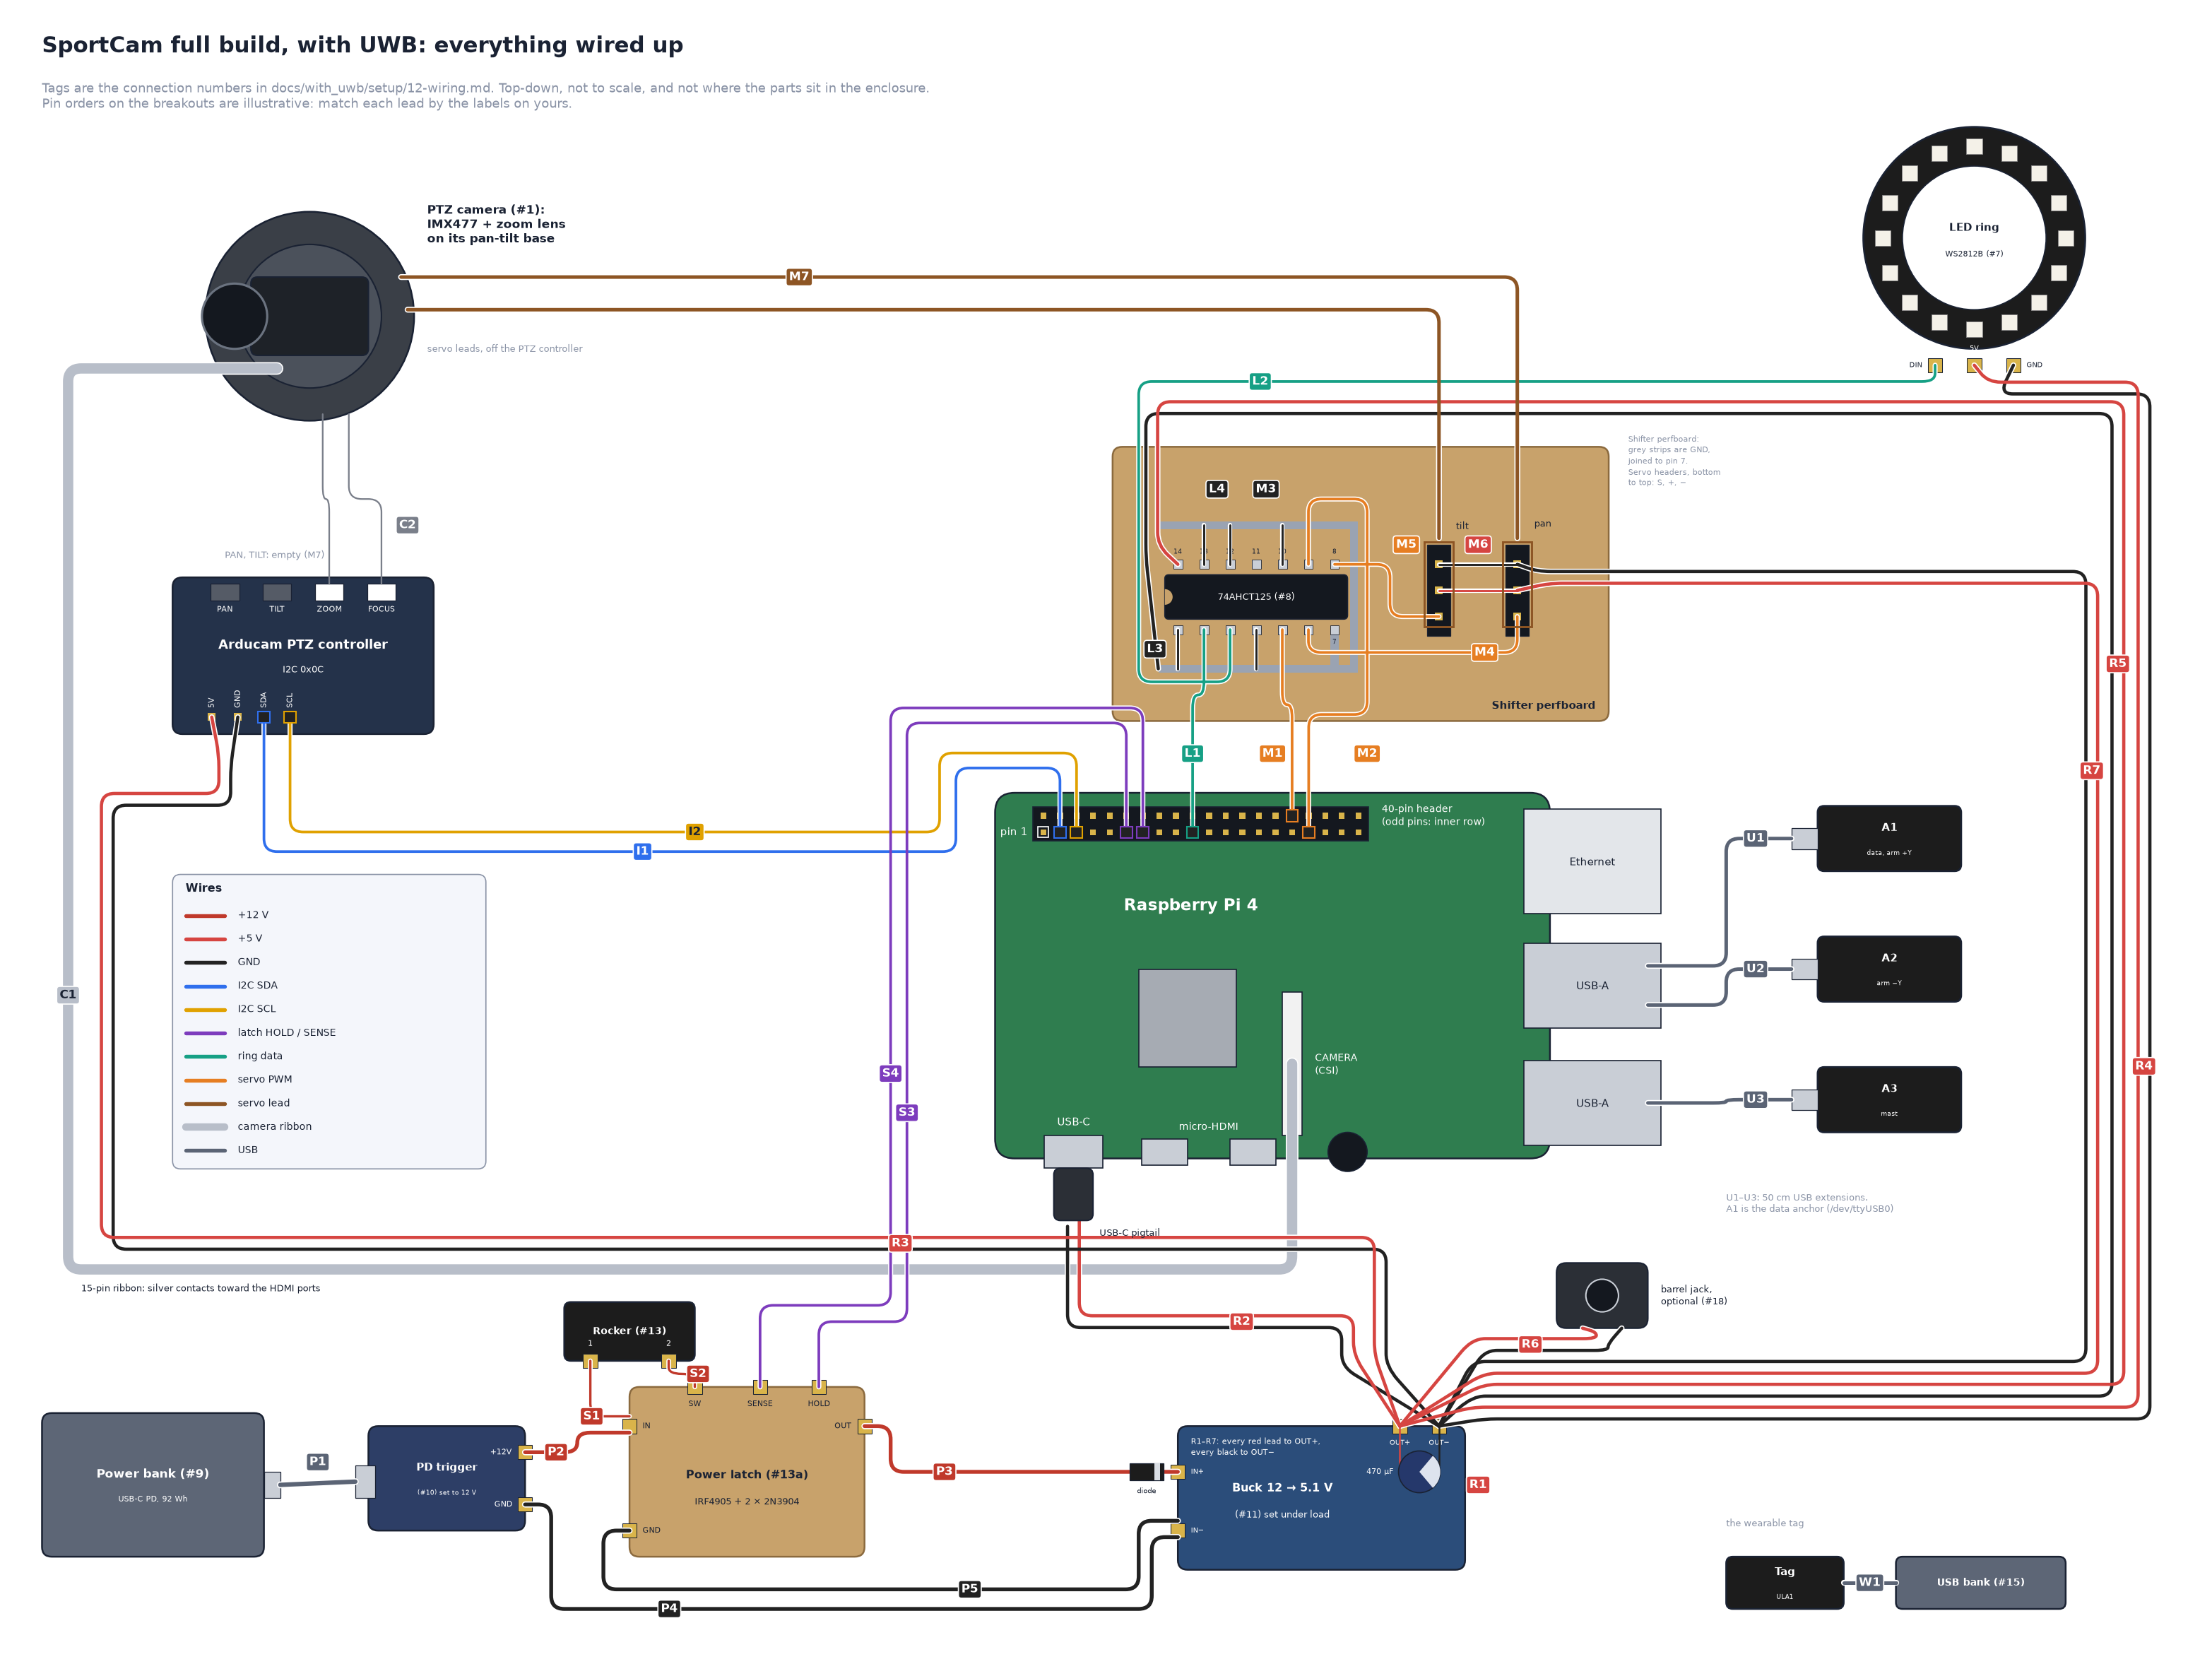 SportCam full build, with UWB: everything wired up
Tags are the connection numbers in docs/with_uwb/setup/12-wiring.md. Top-down, not to scale, and not where the parts sit in the enclosure.
Pin orders on the breakouts are illustrative: match each lead by the labels on yours.
PTZ camera (#1):
IMX477 + zoom lens
on its pan-tilt base
M7
servo leads, off the PTZ controller
LED ring
WS2812B (#7)
5V
DIN
GND
L2
Shifter perfboard:
grey strips are GND,
joined to pin 7.
Servo headers, bottom
to top: S, +, −
L4
M3
C2
PAN, TILT: empty (M7)
tilt
pan
M5
M6
14
11
8
74AHCT125 (#8)
7
L3
M4
Shifter perfboard
PAN
TILT
ZOOM
FOCUS
Arducam PTZ controller
I2C 0x0C
5V
GND
SDA
SCL
R5
R7
L1
M1
M2
I2
I1
pin 1
40-pin header
(odd pins: inner row)
Raspberry Pi 4
Ethernet
USB-A
USB-A
CAMERA
(CSI)
USB-C
micro-HDMI
U1
A1
data, arm +Y
U2
A2
arm −Y
U3
A3
mast
R4
Wires
+12 V
+5 V
GND
I2C SDA
I2C SCL
latch HOLD / SENSE
ring data
servo PWM
servo lead
camera ribbon
USB
C1
S4
S3
U1–U3: 50 cm USB extensions.
A1 is the data anchor (/dev/ttyUSB0)
USB-C pigtail
R3
15-pin ribbon: silver contacts toward the HDMI ports
barrel jack,
optional (#18)
R2
R6
Rocker (#13)
1
2
S2
S1
SW
SENSE
HOLD
IN
OUT
GND
Power latch (#13a)
IRF4905 + 2 × 2N3904
Power bank (#9)
USB-C PD, 92 Wh
P1
PD trigger
(#10) set to 12 V
+12V
GND
P2
P3
diode
R1–R7: every red lead to OUT+,
every black to OUT−
OUT+
OUT−
IN+
470 µF
Buck 12 → 5.1 V
(#11) set under load
IN−
R1
P5
P4
the wearable tag
Tag
ULA1
W1
USB bank (#15)